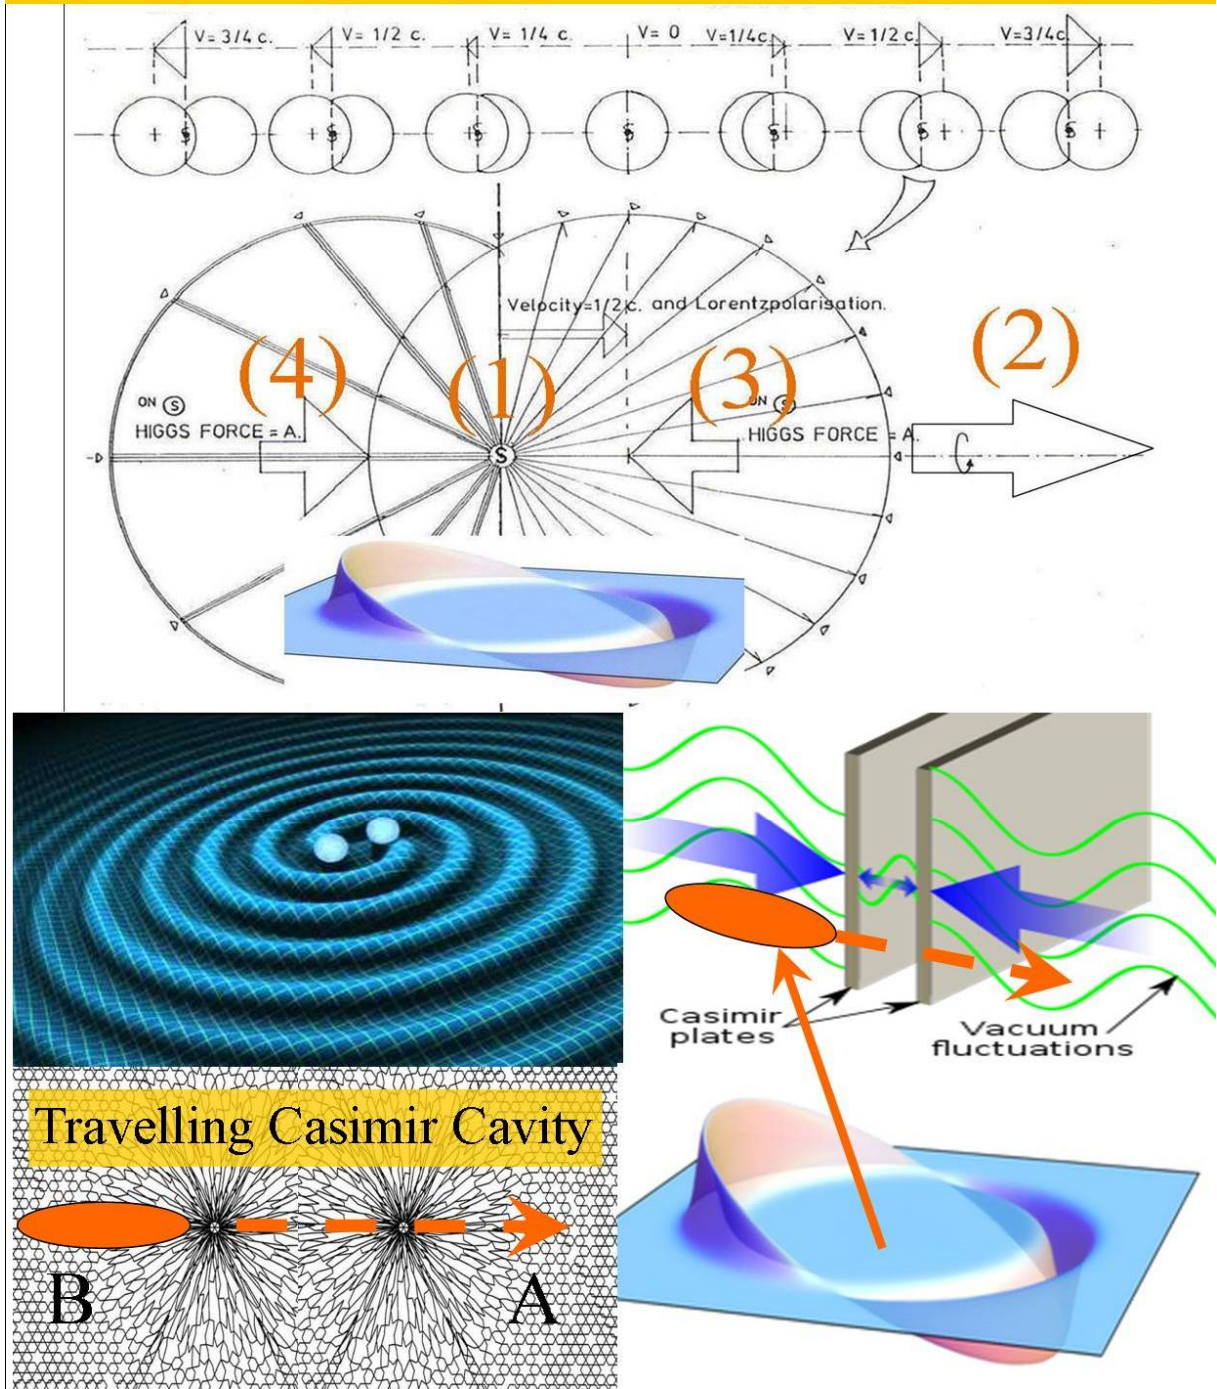 V = 3/4 c. V = 1/2 c. V = 1/4 c. V = 0 V=1/4c. V=1/2 c. V=3/4c
S S S S S S S
Velocity=1/2 c. and Lorentzpolarisation.
(4) (1) (3) (2)
ON S
HIGGS FORCE = A.
S
ON S
HIGGS FORCE = A.
Casimir
plates
Vacuum
fluctuations
Travelling Casimir Cavity
B A